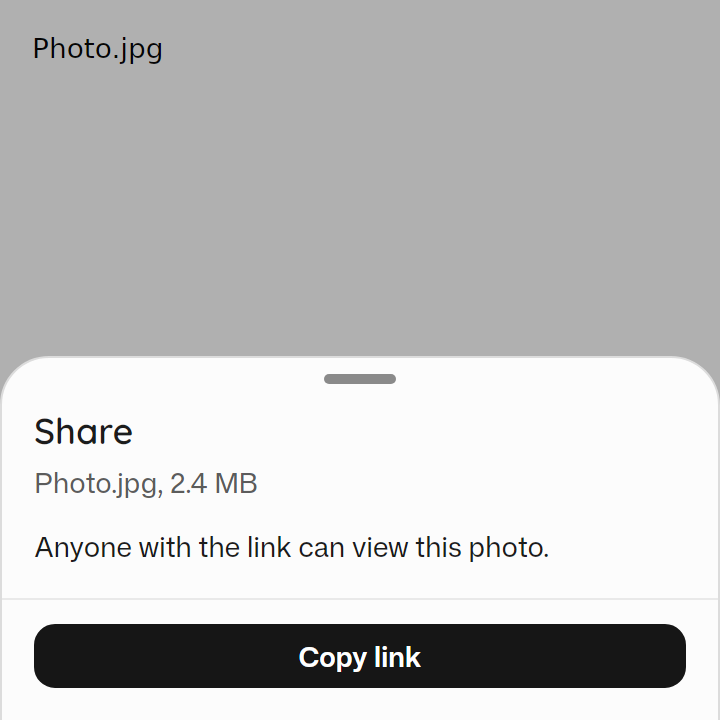 Photo.jpg
Share
Photo.jpg, 2.4 MB
Anyone with the link can view this photo.
Copy link